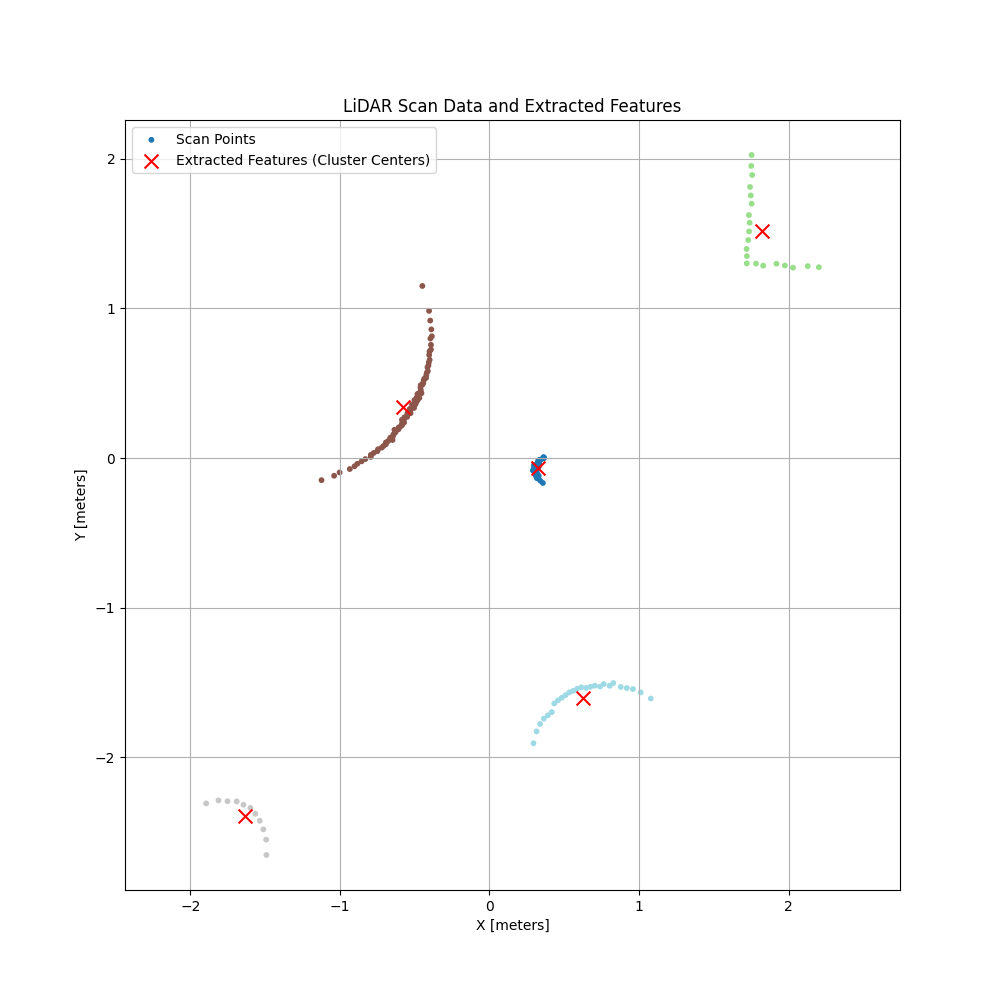 LiDAR Scan Data and Extracted Features
Scan Points
Extracted Features (Cluster Centers)
2
1
0
−1
−2
Y [meters]
−2
−1
0
1
2
X [meters]